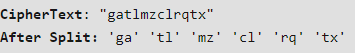 CipherText: "gatlmzclrqtx"
After Split: 'ga' 'tl' 'mz' 'cl' 'rq' 'tx'